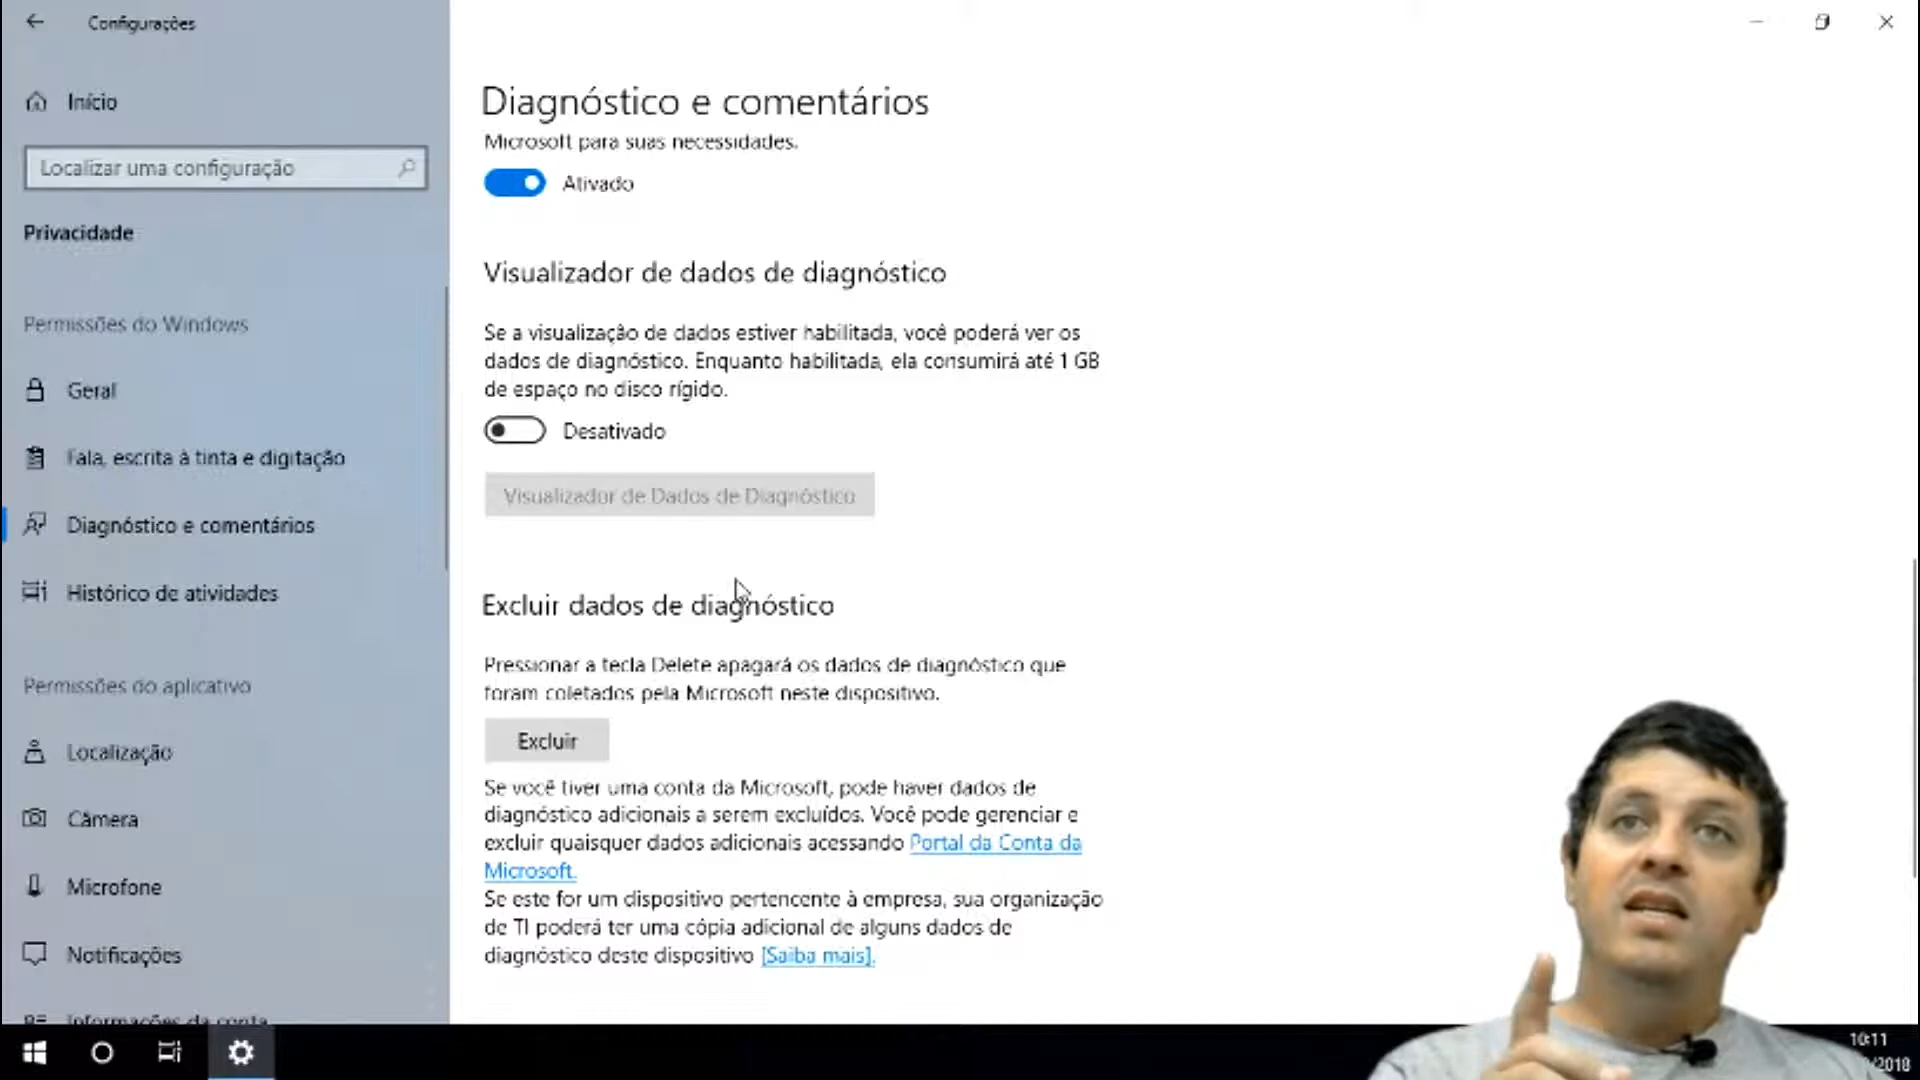 Configurações
Início
Localizar uma configuração
Privacidade
Permissões do Windows
Geral
Fala, escrita à tinta e digitação
Diagnóstico e comentários
Histórico de atividades
Permissões do aplicativo
Localização
Câmera
Microfone
Notificações
Informações da conta
Diagnóstico e comentários
Microsoft para suas necessidades.
Ativado
Visualizador de dados de diagnóstico
Se a visualização de dados estiver habilitada, você poderá ver os
dados de diagnóstico. Enquanto habilitada, ela consumirá até 1 GB
de espaço no disco rígido.
Desativado
Visualizador de Dados de Diagnóstico
Excluir dados de diagnóstico
Pressionar a tecla Delete apagará os dados de diagnóstico que
foram coletados pela Microsoft neste dispositivo.
Excluir
Se você tiver uma conta da Microsoft, pode haver dados de
diagnóstico adicionais a serem excluídos. Você pode gerenciar e
excluir quaisquer dados adicionais acessando Portal da Conta da
Microsoft.
Se este for um dispositivo pertencente à empresa, sua organização
de TI poderá ter uma cópia adicional de alguns dados de
diagnóstico deste dispositivo [Saiba mais].
10:11
/2018